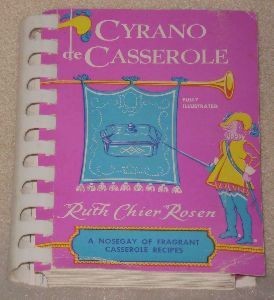 CYRANO
de CASSEROLE
FULLY
ILLUSTRATED
Ruth Chier Rosen
A NOSEGAY OF FRAGRANT
CASSEROLE RECIPES